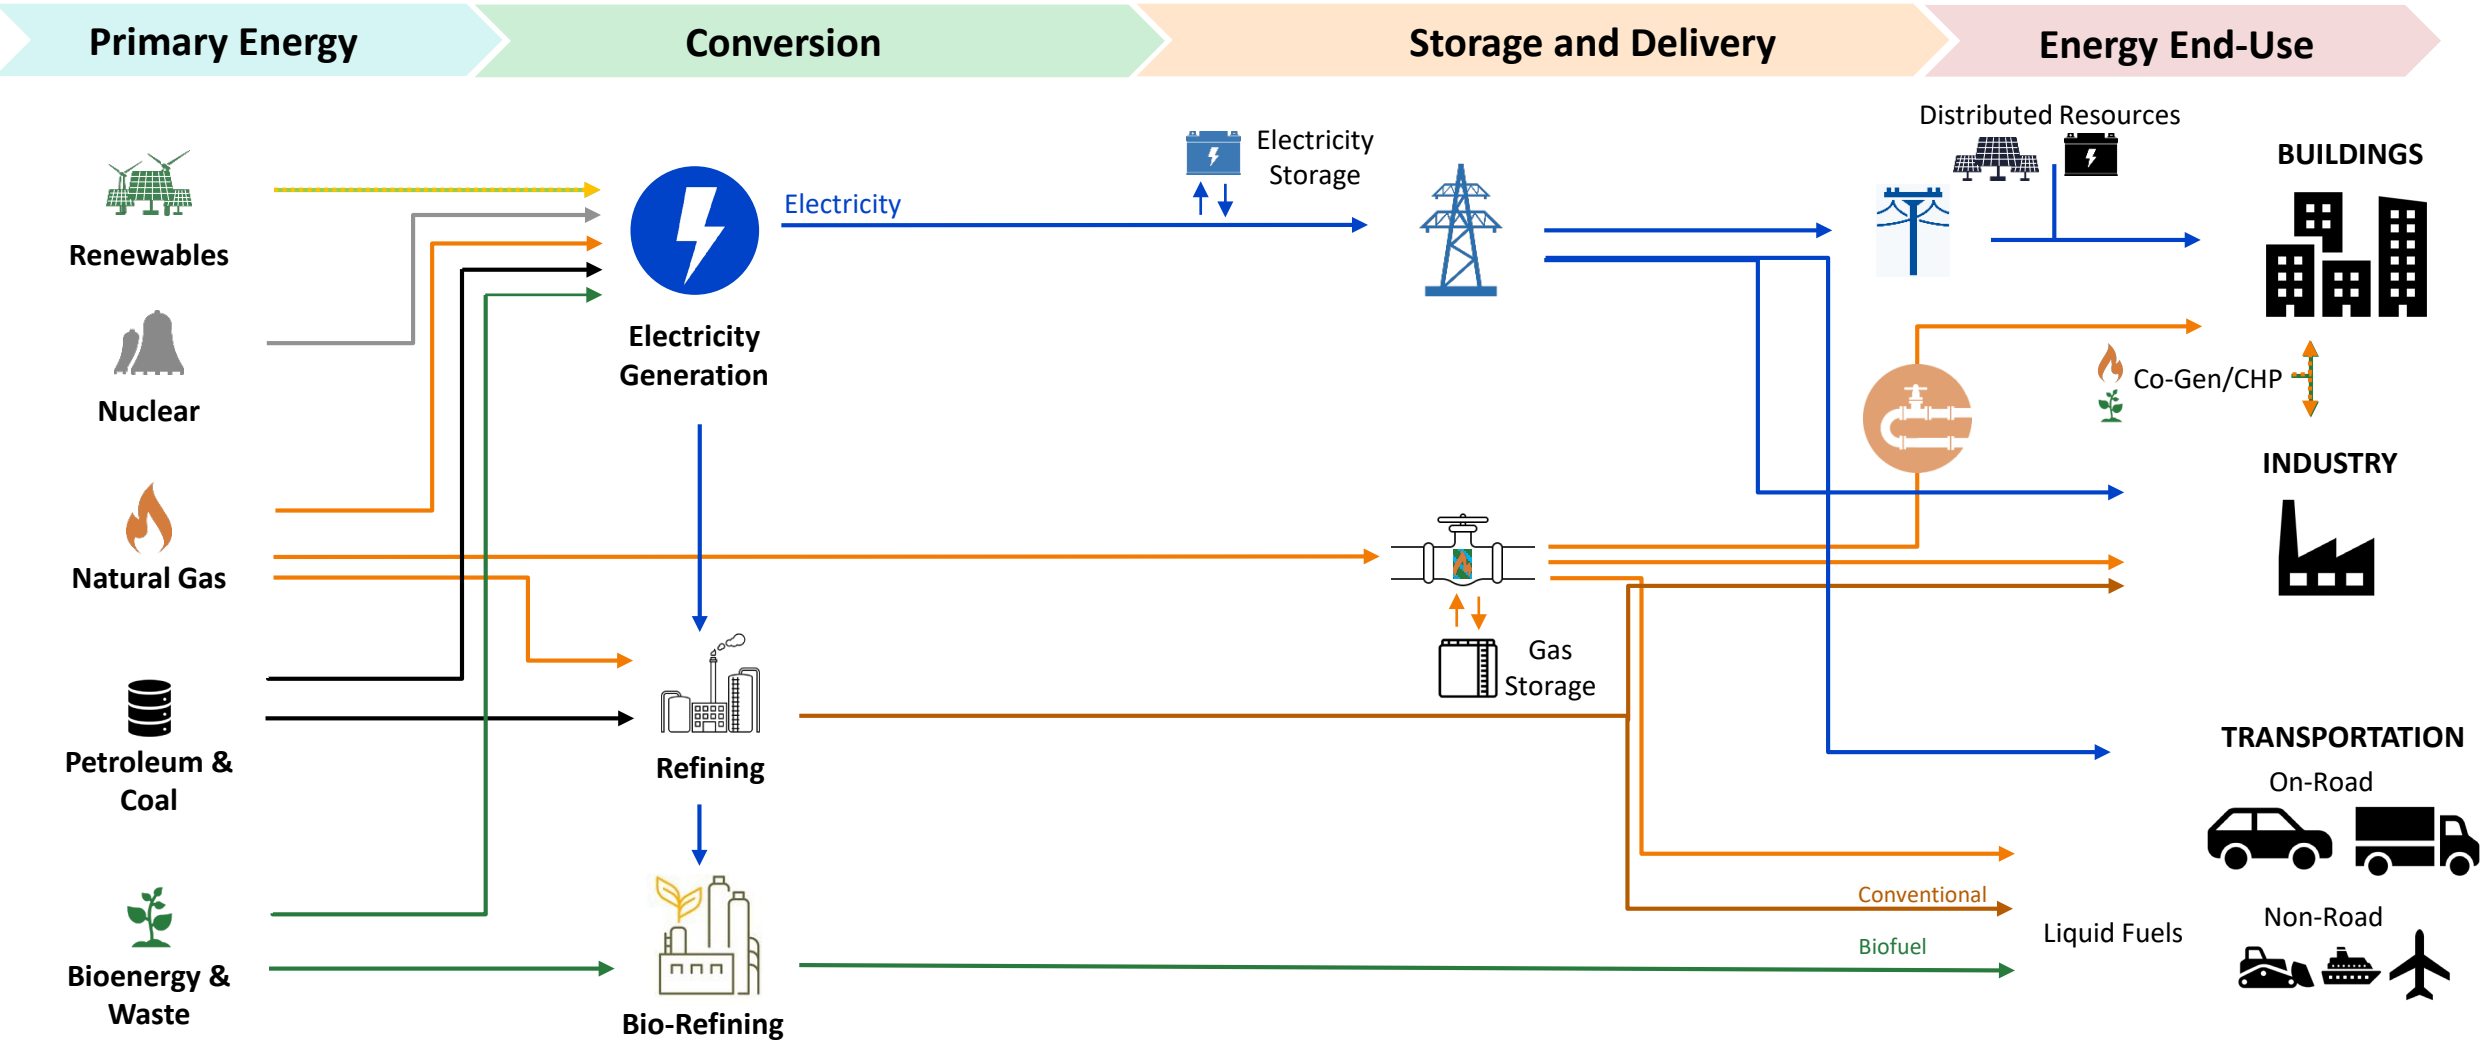 Primary Energy
Conversion
Storage and Delivery
Energy End-Use
Renewables
Nuclear
Natural Gas
Petroleum &
Coal
Bioenergy &
Waste
Electricity
Generation
Refining
Bio-Refining
Electricity
Electricity
Storage
Gas
Storage
Distributed Resources
BUILDINGS
Co-Gen/CHP
INDUSTRY
TRANSPORTATION
On-Road
Conventional
Biofuel
Liquid Fuels
Non-Road